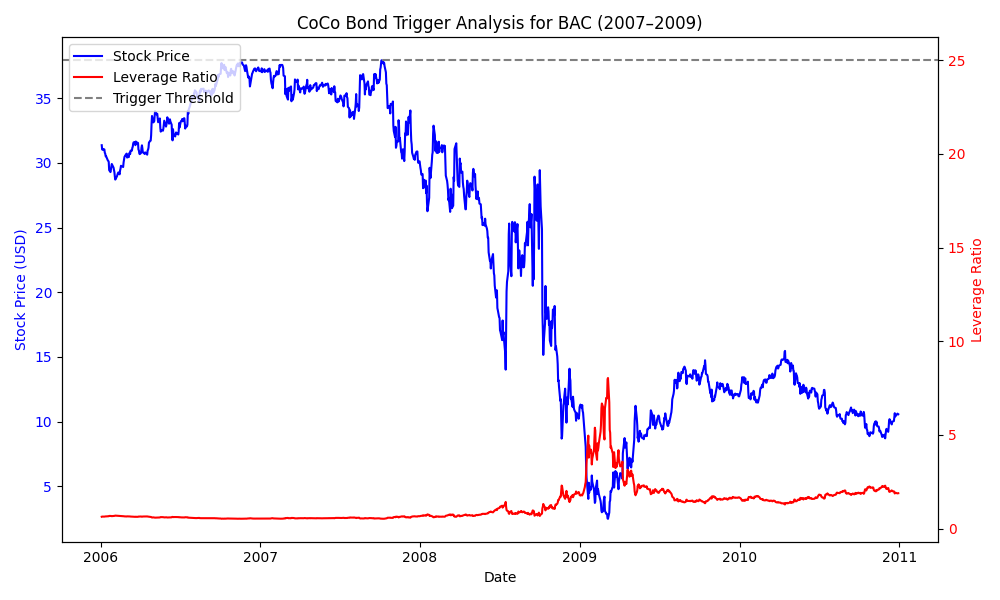 CoCo Bond Trigger Analysis for BAC (2007–2009)
Stock Price
Leverage Ratio
Trigger Threshold
35
30
25
20
15
10
5
Stock Price (USD)
25
20
15
10
5
0
Leverage Ratio
2006 2007 2008 2009 2010 2011
Date